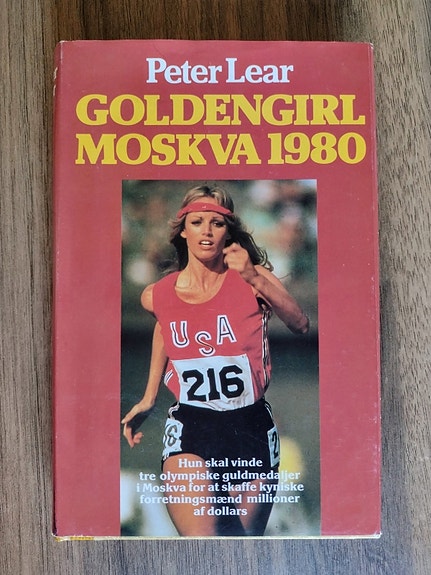 Peter Lear
GOLDENGIRL
MOSKVA 1980
USA
216
Hun skal vinde
tre olympiske guldmedaljer
i Moskva for at skaffe kyniske
forretningsmænd millioner
af dollars